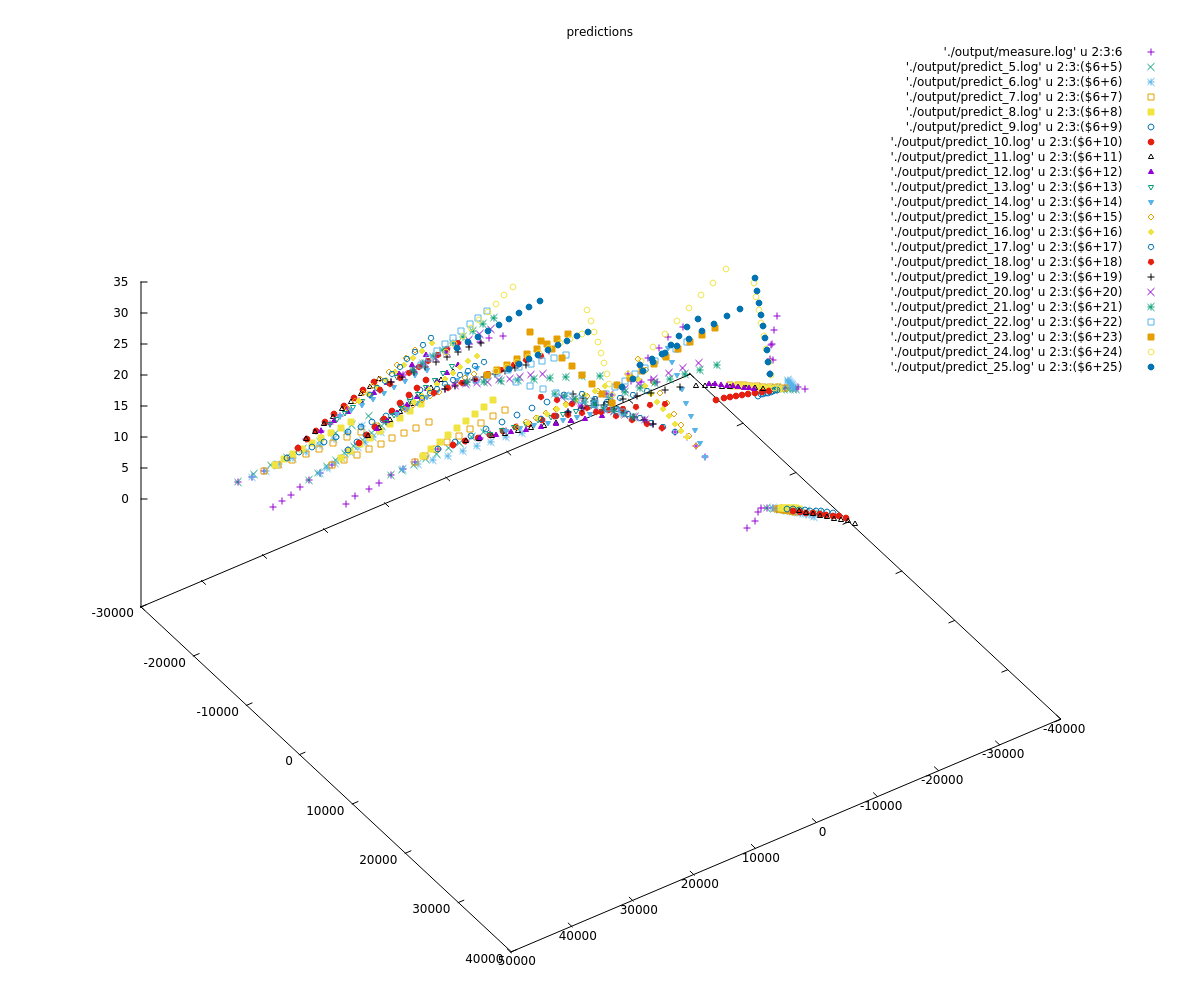 predictions
'./output/measure.log' u 2:3:6
'./output/predict_5.log' u 2:3:($6+5)
'./output/predict_6.log' u 2:3:($6+6)
'./output/predict_7.log' u 2:3:($6+7)
'./output/predict_8.log' u 2:3:($6+8)
'./output/predict_9.log' u 2:3:($6+9)
'./output/predict_10.log' u 2:3:($6+10)
'./output/predict_11.log' u 2:3:($6+11)
'./output/predict_12.log' u 2:3:($6+12)
'./output/predict_13.log' u 2:3:($6+13)
'./output/predict_14.log' u 2:3:($6+14)
'./output/predict_15.log' u 2:3:($6+15)
'./output/predict_16.log' u 2:3:($6+16)
'./output/predict_17.log' u 2:3:($6+17)
'./output/predict_18.log' u 2:3:($6+18)
'./output/predict_19.log' u 2:3:($6+19)
'./output/predict_20.log' u 2:3:($6+20)
'./output/predict_21.log' u 2:3:($6+21)
'./output/predict_22.log' u 2:3:($6+22)
'./output/predict_23.log' u 2:3:($6+23)
'./output/predict_24.log' u 2:3:($6+24)
'./output/predict_25.log' u 2:3:($6+25)
35
30
25
20
15
10
5
0
-30000
-20000
-10000
0
10000
20000
30000
40000
50000
40000
30000
20000
10000
0
-10000
-20000
-30000
-40000